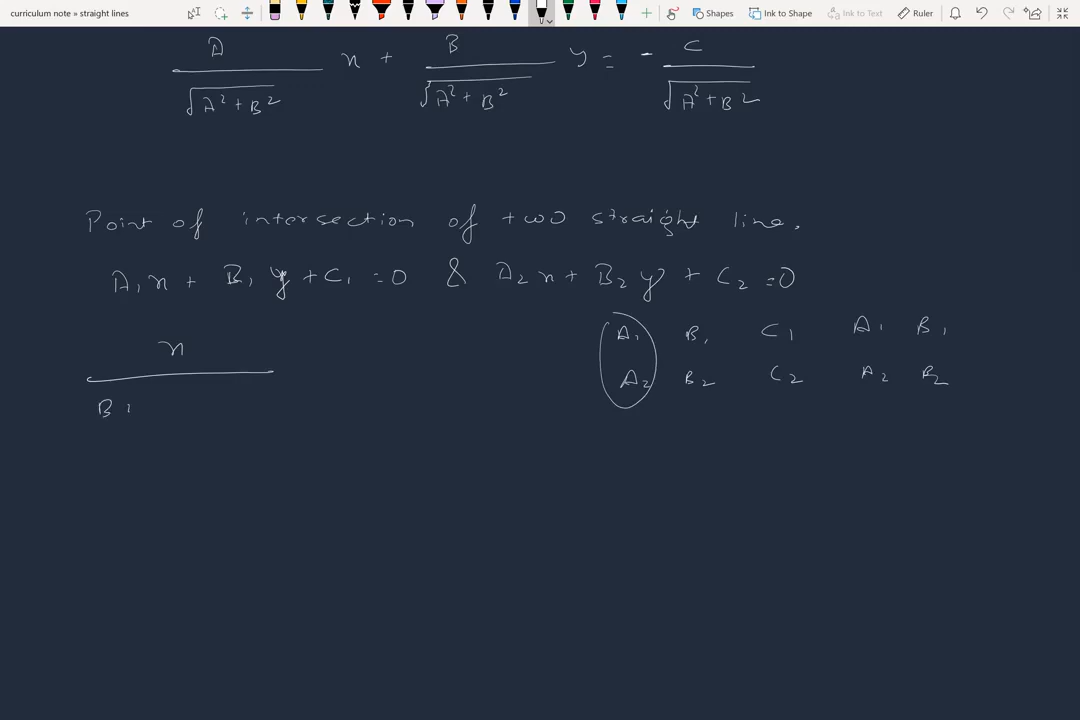 curriculum note » straight lines Shapes Ink to Shape Ink to Text Ruler
A/√(A²+B²) x + B/√(A²+B²) y = - C/√(A²+B²)
Point of intersection of two straight line.
A₁x + B₁y + C₁ = 0 & A₂x + B₂y + C₂ = 0
A₁ B₁ C₁ A₁ B₁
x
A₂ B₂ C₂ A₂ B₂
B